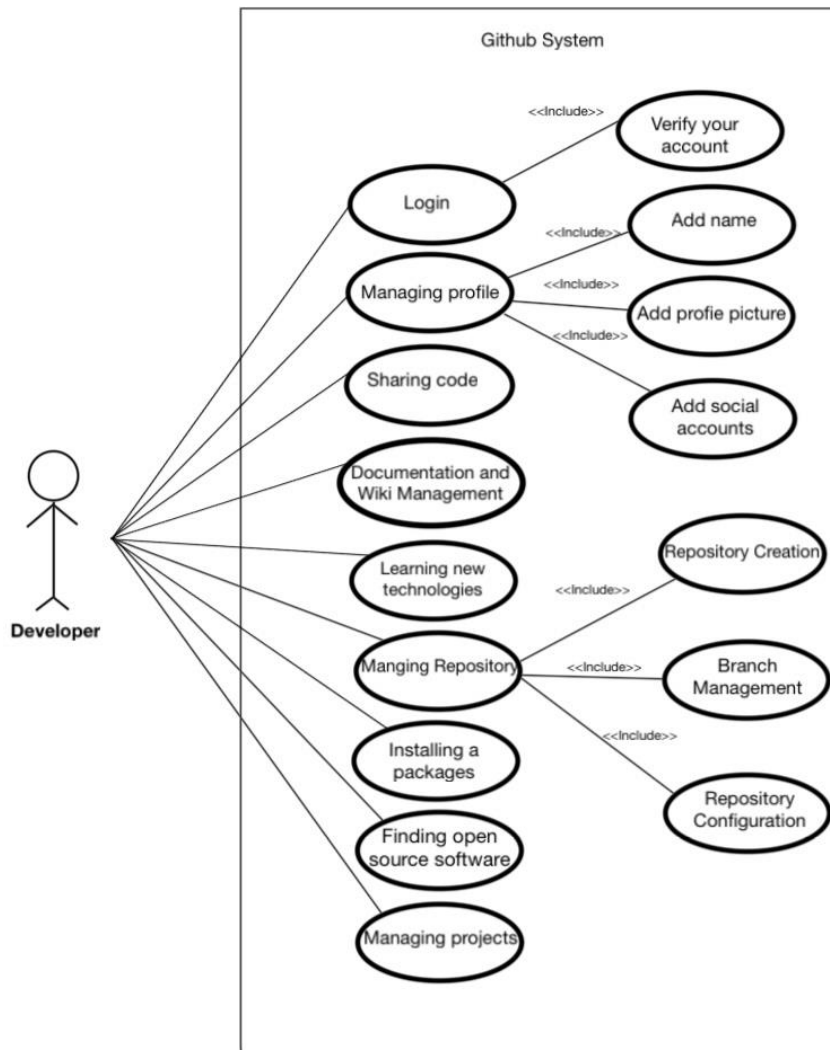 Github System
<<Include>>
Verify your
account
Login
Add name
<<Include>>
Managing profile
<<Include>>
Add profie picture
<<Include>>
Sharing code
Add social
accounts
Documentation and
Wiki Management
Developer
Learning new
technologies
Repository Creation
<<Include>>
Manging Repository
<<Include>>
Branch
Management
<<Include>>
Installing a
packages
Repository
Configuration
Finding open
source software
Managing projects